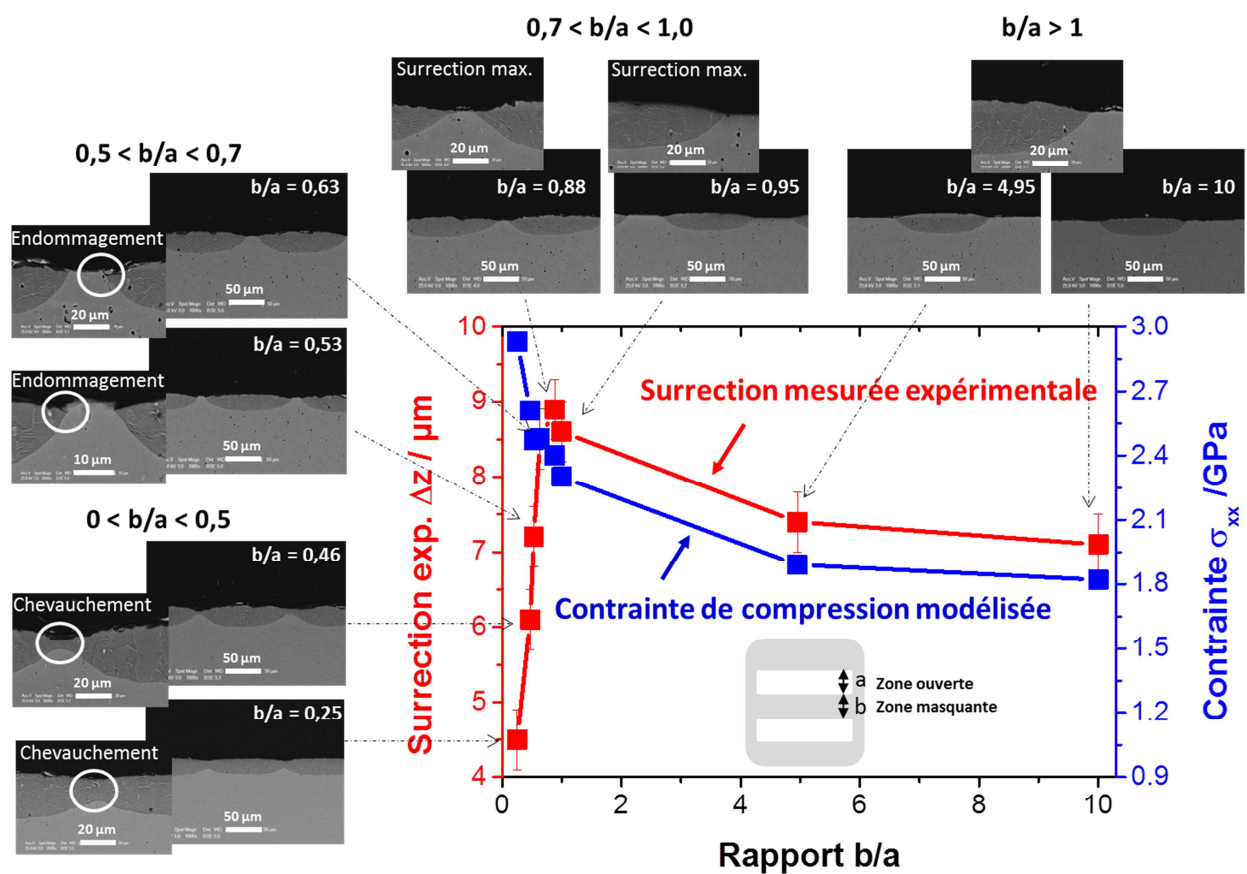 0,7 < b/a < 1,0
b/a > 1
Surrection max.
20 µm
Surrection max.
20 µm
20 µm
0,5 < b/a < 0,7
b/a = 0,63
50 µm
Endommagement
20 µm
b/a = 0,88
50 µm
b/a = 0,95
50 µm
b/a = 4,95
50 µm
b/a = 10
50 µm
b/a = 0,53
50 µm
Endommagement
10 µm
0 < b/a < 0,5
b/a = 0,46
50 µm
Chevauchement
20 µm
b/a = 0,25
50 µm
Chevauchement
20 µm
Surrection exp. Δz / µm
10
9
8
7
6
5
4
Surrection mesurée expérimentale
Contrainte de compression modélisée
a Zone ouverte
b Zone masquante
3.0
2.7
2.4
2.1
1.8
1.5
1.2
0.9
Contrainte σxx /GPa
0 2 4 6 8 10
Rapport b/a